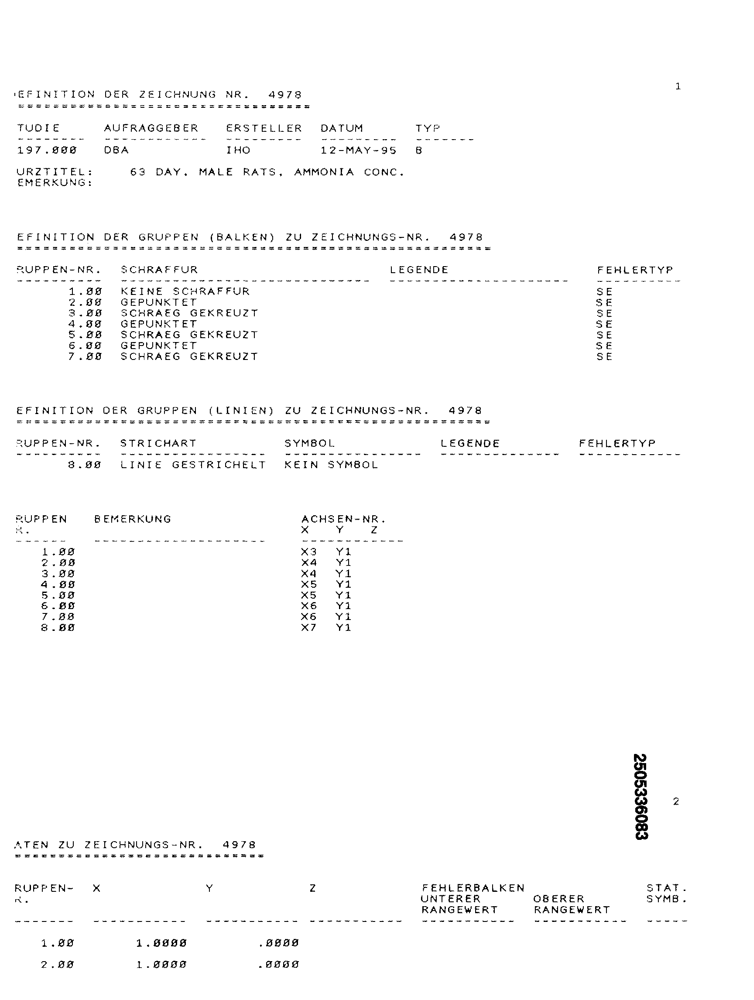 1
EFINITION DER ZEICHNUNG NR. 4978
TUDIE AUFRAGGEBER ERSTELLER DATUM TYP
197.000 DBA IHO 12-MAY-95 B
URZTITEL: 63 DAY, MALE RATS, AMMONIA CONC.
EMERKUNG:
EFINITION DER GRUPPEN (BALKEN) ZU ZEICHNUNGS-NR. 4978
RUPPEN-NR. SCHRAFFUR LEGENDE FEHLERTYP
1.00 KEINE SCHRAFFUR SE
2.00 GEPUNKTET SE
3.00 SCHRAEG GEKREUZT SE
4.00 GEPUNKTET SE
5.00 SCHRAEG GEKREUZT SE
6.00 GEPUNKTET SE
7.00 SCHRAEG GEKREUZT SE
EFINITION DER GRUPPEN (LINIEN) ZU ZEICHNUNGS-NR. 4978
RUPPEN-NR. STRICHART SYMBOL LEGENDE FEHLERTYP
8.00 LINIE GESTRICHELT KEIN SYMBOL
RUPPEN BEMERKUNG ACHSEN-NR.
R. X Y Z
1.00 X3 Y1
2.00 X4 Y1
3.00 X4 Y1
4.00 X5 Y1
5.00 X5 Y1
6.00 X6 Y1
7.00 X6 Y1
8.00 X7 Y1
2505336083
2
ATEN ZU ZEICHNUNGS-NR. 4978
RUPPEN- X Y Z FEHLERBALKEN STAT.
R. UNTERER OBERER SYMB.
RANGEWERT RANGEWERT
1.00 1.0000 .0000
2.00 1.0000 .0000